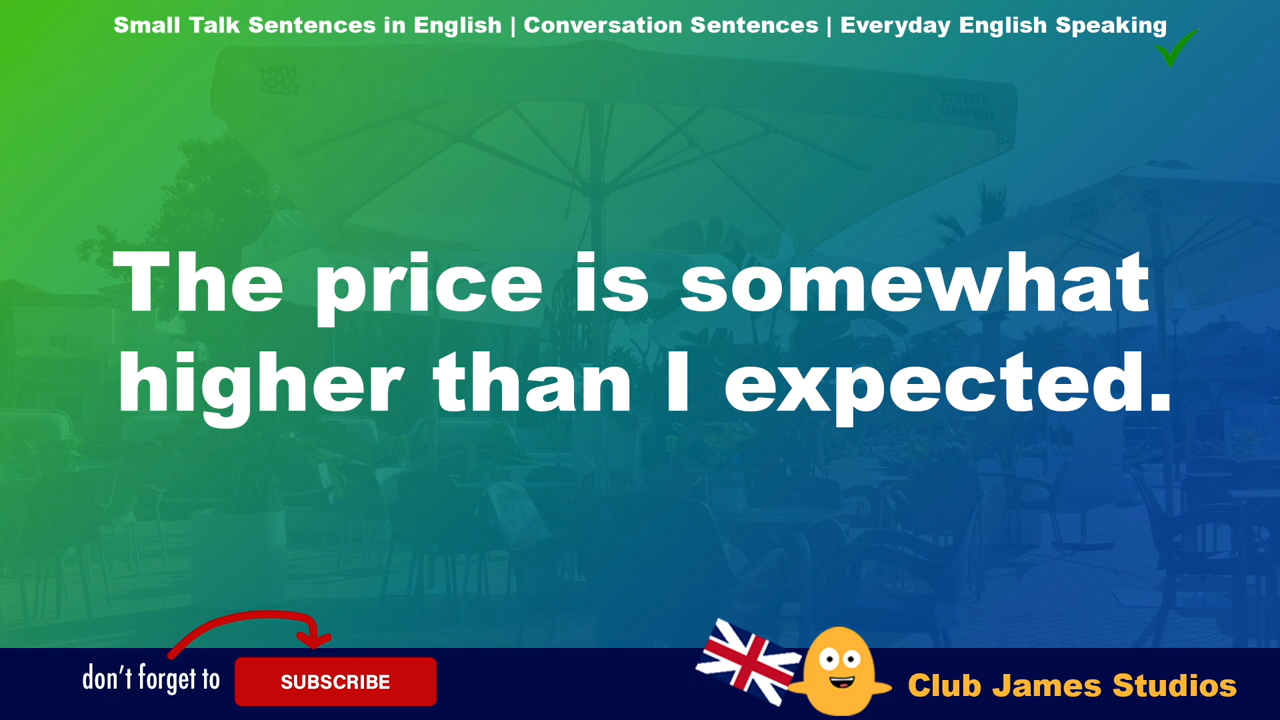 Small Talk Sentences in English | Conversation Sentences | Everyday English Speaking
The price is somewhat
higher than I expected.
don't forget to
SUBSCRIBE
Club James Studios